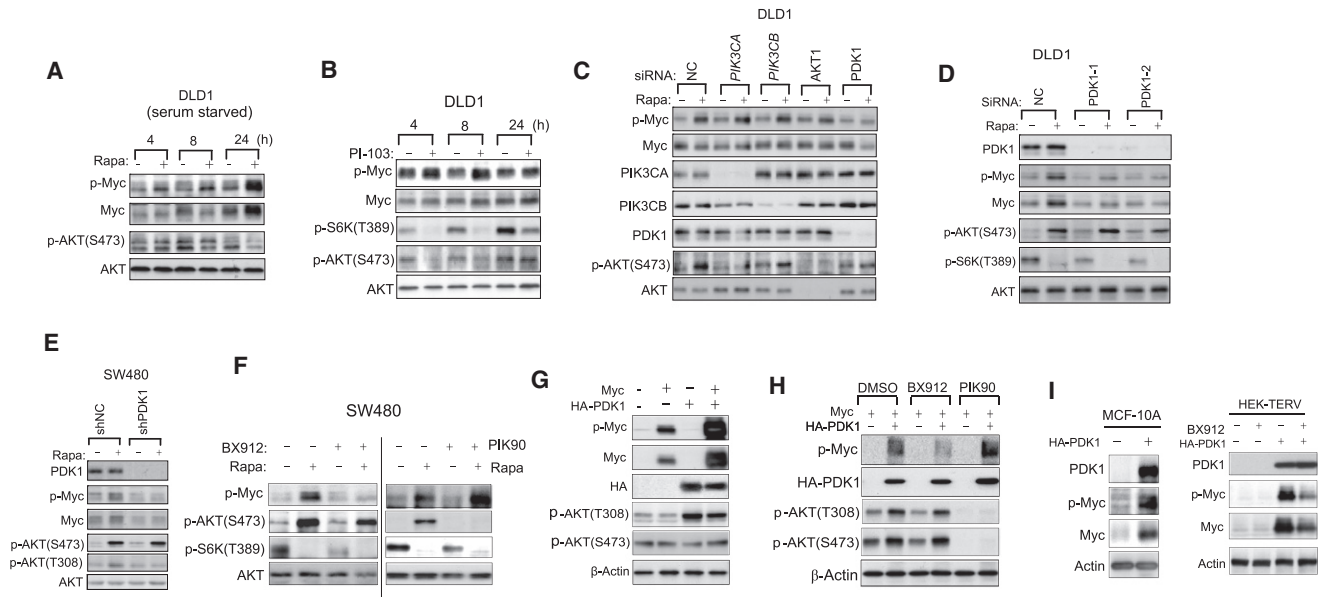 A
DLD1
(serum starved)
4 8 24 (h)
Rapa: – + – + – +
p-Myc
Myc
p-AKT(S473)
AKT
B
DLD1
4 8 24 (h)
PI-103: – + – + – +
p-Myc
Myc
p-S6K(T389)
p-AKT(S473)
AKT
C
DLD1
siRNA: NC PIK3CA PIK3CB AKT1 PDK1
Rapa: – + – + – + – + – +
p-Myc
Myc
PIK3CA
PIK3CB
PDK1
p-AKT(S473)
AKT
D
DLD1
SiRNA: NC PDK1-1 PDK1-2
Rapa: – + – + – +
PDK1
p-Myc
Myc
p-AKT(S473)
p-S6K(T389)
AKT
E
SW480
shNC shPDK1
Rapa: – + – +
PDK1
p-Myc
Myc
p-AKT(S473)
p-AKT(T308)
AKT
F
SW480
BX912: – – + + – – + + PIK90
Rapa: – + – + – + – + Rapa
p-Myc
p-AKT(S473)
p-S6K(T389)
AKT
G
Myc - + - +
HA-PDK1 - – + +
p-Myc
Myc
HA
p-AKT(T308)
p-AKT(S473)
β-Actin
H
DMSO BX912 PIK90
Myc + + + + + +
HA-PDK1 – + – + – +
p-Myc
HA-PDK1
p-AKT(T308)
p-AKT(S473)
β-Actin
I
MCF-10A
HA-PDK1 – +
PDK1
p-Myc
Myc
Actin
HEK-TERV
BX912 – + – +
HA-PDK1 – – + +
PDK1
p-Myc
Myc
Actin